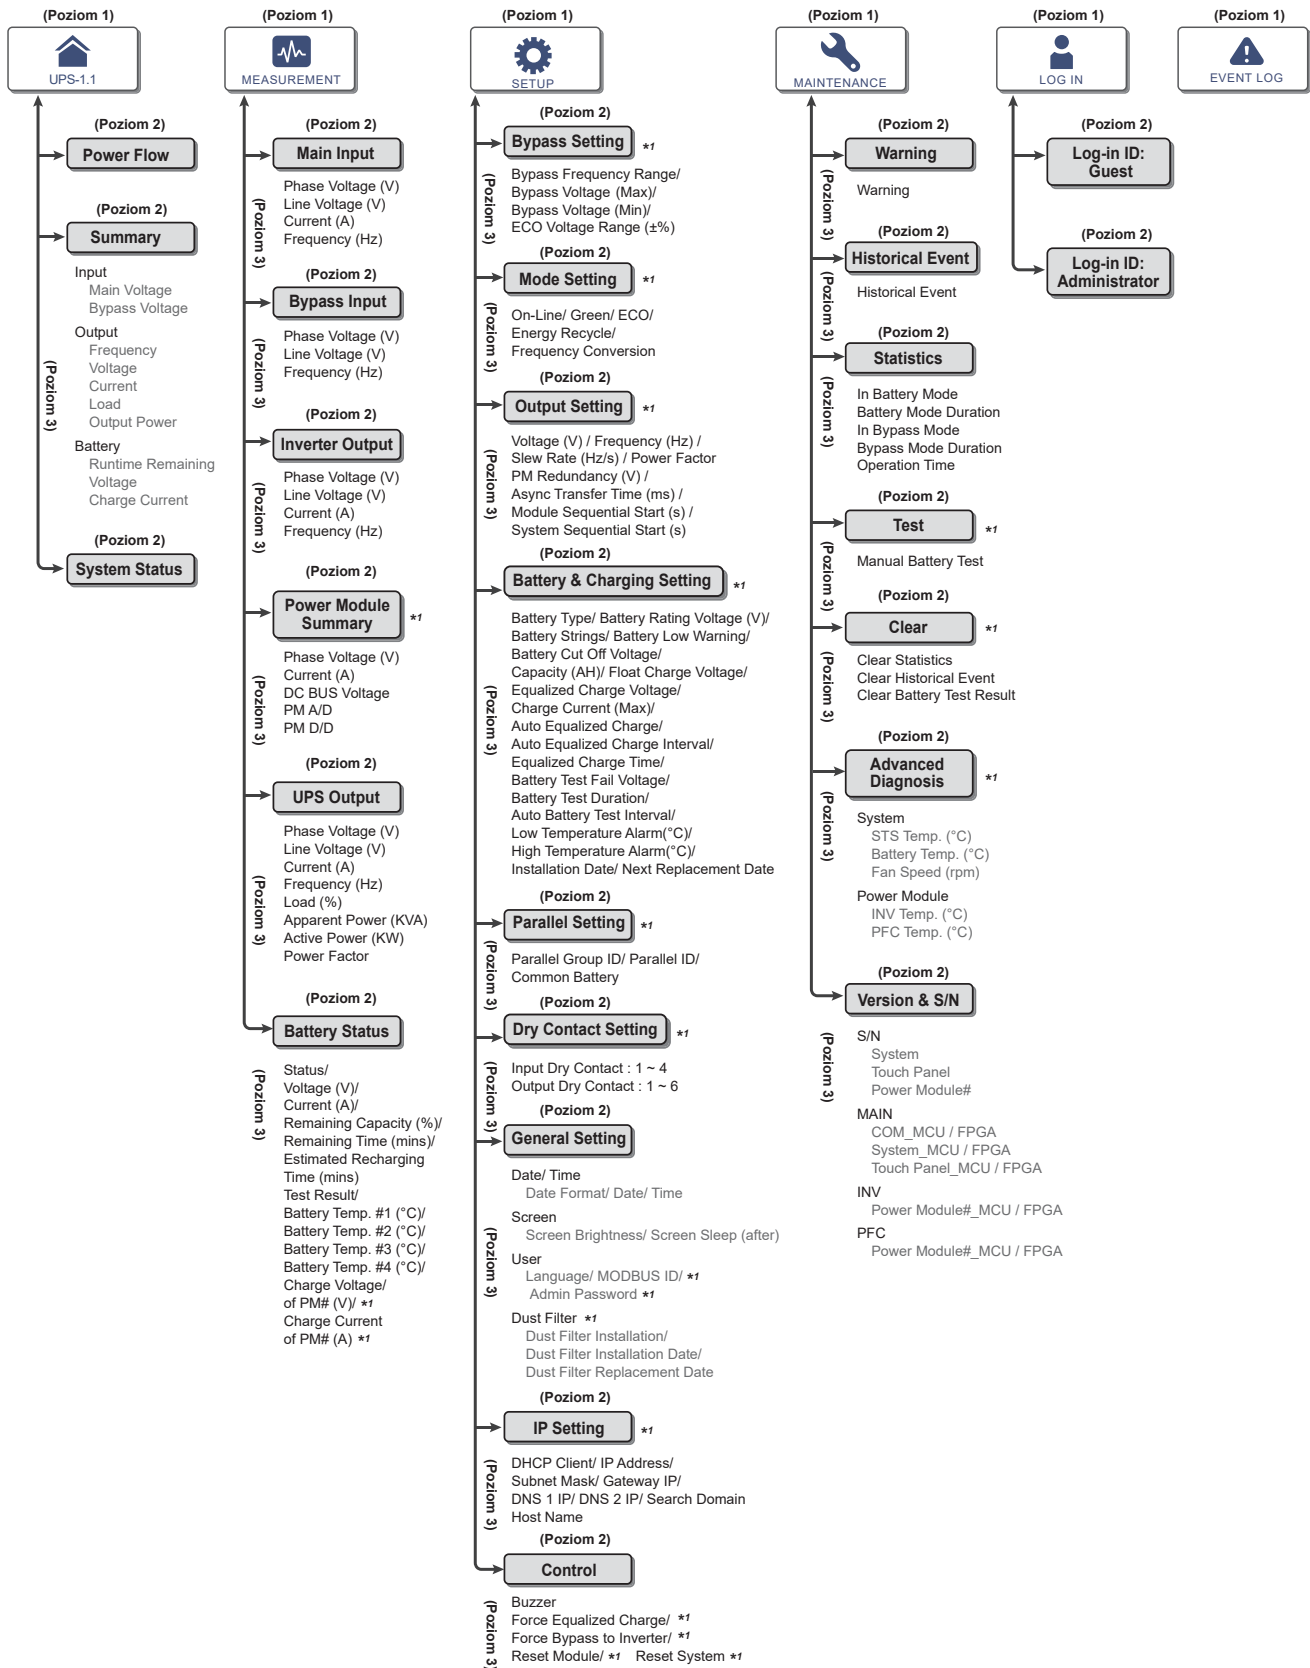 (Poziom 1)
UPS-1.1
(Poziom 2)
Power Flow
(Poziom 2)
Summary
(Poziom 3)
Input
Main Voltage
Bypass Voltage
Output
Frequency
Voltage
Current
Load
Output Power
Battery
Runtime Remaining
Voltage
Charge Current
(Poziom 2)
System Status
(Poziom 1)
MEASUREMENT
(Poziom 2)
Main Input
(Poziom 3)
Phase Voltage (V)
Line Voltage (V)
Current (A)
Frequency (Hz)
(Poziom 2)
Bypass Input
(Poziom 3)
Phase Voltage (V)
Line Voltage (V)
Frequency (Hz)
(Poziom 2)
Inverter Output
(Poziom 3)
Phase Voltage (V)
Line Voltage (V)
Current (A)
Frequency (Hz)
(Poziom 2)
Power Module
Summary *1
(Poziom 3)
Phase Voltage (V)
Current (A)
DC BUS Voltage
PM A/D
PM D/D
(Poziom 2)
UPS Output
(Poziom 3)
Phase Voltage (V)
Line Voltage (V)
Current (A)
Frequency (Hz)
Load (%)
Apparent Power (KVA)
Active Power (KW)
Power Factor
(Poziom 2)
Battery Status
(Poziom 3)
Status/
Voltage (V)/
Current (A)/
Remaining Capacity (%)/
Remaining Time (mins)/
Estimated Recharging
Time (mins)
Test Result/
Battery Temp. #1 (°C)/
Battery Temp. #2 (°C)/
Battery Temp. #3 (°C)/
Battery Temp. #4 (°C)/
Charge Voltage/
of PM# (V)/ *1
Charge Current
of PM# (A) *1
(Poziom 1)
SETUP
(Poziom 2)
Bypass Setting *1
(Poziom 3)
Bypass Frequency Range/
Bypass Voltage (Max)/
Bypass Voltage (Min)/
ECO Voltage Range (±%)
(Poziom 2)
Mode Setting *1
(Poziom 3)
On-Line/ Green/ ECO/
Energy Recycle/
Frequency Conversion
(Poziom 2)
Output Setting *1
(Poziom 3)
Voltage (V) / Frequency (Hz) /
Slew Rate (Hz/s) / Power Factor
PM Redundancy (V) /
Async Transfer Time (ms) /
Module Sequential Start (s) /
System Sequential Start (s)
(Poziom 2)
Battery & Charging Setting *1
(Poziom 3)
Battery Type/ Battery Rating Voltage (V)/
Battery Strings/ Battery Low Warning/
Battery Cut Off Voltage/
Capacity (AH)/ Float Charge Voltage/
Equalized Charge Voltage/
Charge Current (Max)/
Auto Equalized Charge/
Auto Equalized Charge Interval/
Equalized Charge Time/
Battery Test Fail Voltage/
Battery Test Duration/
Auto Battery Test Interval/
Low Temperature Alarm(°C)/
High Temperature Alarm(°C)/
Installation Date/ Next Replacement Date
(Poziom 2)
Parallel Setting *1
(Poziom 3)
Parallel Group ID/ Parallel ID/
Common Battery
(Poziom 2)
Dry Contact Setting *1
(Poziom 3)
Input Dry Contact : 1 ~ 4
Output Dry Contact : 1 ~ 6
(Poziom 2)
General Setting
(Poziom 3)
Date/ Time
Date Format/ Date/ Time
Screen
Screen Brightness/ Screen Sleep (after)
User
Language/ MODBUS ID/ *1
Admin Password *1
Dust Filter *1
Dust Filter Installation/
Dust Filter Installation Date/
Dust Filter Replacement Date
(Poziom 2)
IP Setting *1
(Poziom 3)
DHCP Client/ IP Address/
Subnet Mask/ Gateway IP/
DNS 1 IP/ DNS 2 IP/ Search Domain
Host Name
(Poziom 2)
Control
(Poziom 3)
Buzzer
Force Equalized Charge/ *1
Force Bypass to Inverter/ *1
Reset Module/ *1 Reset System *1
(Poziom 1)
MAINTENANCE
(Poziom 2)
Warning
(Poziom 3)
Warning
(Poziom 2)
Historical Event
(Poziom 3)
Historical Event
(Poziom 2)
Statistics
(Poziom 3)
In Battery Mode
Battery Mode Duration
In Bypass Mode
Bypass Mode Duration
Operation Time
(Poziom 2)
Test *1
(Poziom 3)
Manual Battery Test
(Poziom 2)
Clear *1
(Poziom 3)
Clear Statistics
Clear Historical Event
Clear Battery Test Result
(Poziom 2)
Advanced
Diagnosis *1
(Poziom 3)
System
STS Temp. (°C)
Battery Temp. (°C)
Fan Speed (rpm)
Power Module
INV Temp. (°C)
PFC Temp. (°C)
(Poziom 2)
Version & S/N
(Poziom 3)
S/N
System
Touch Panel
Power Module#
MAIN
COM_MCU / FPGA
System_MCU / FPGA
Touch Panel_MCU / FPGA
INV
Power Module#_MCU / FPGA
PFC
Power Module#_MCU / FPGA
(Poziom 1)
LOG IN
(Poziom 2)
Log-in ID:
Guest
(Poziom 2)
Log-in ID:
Administrator
(Poziom 1)
EVENT LOG